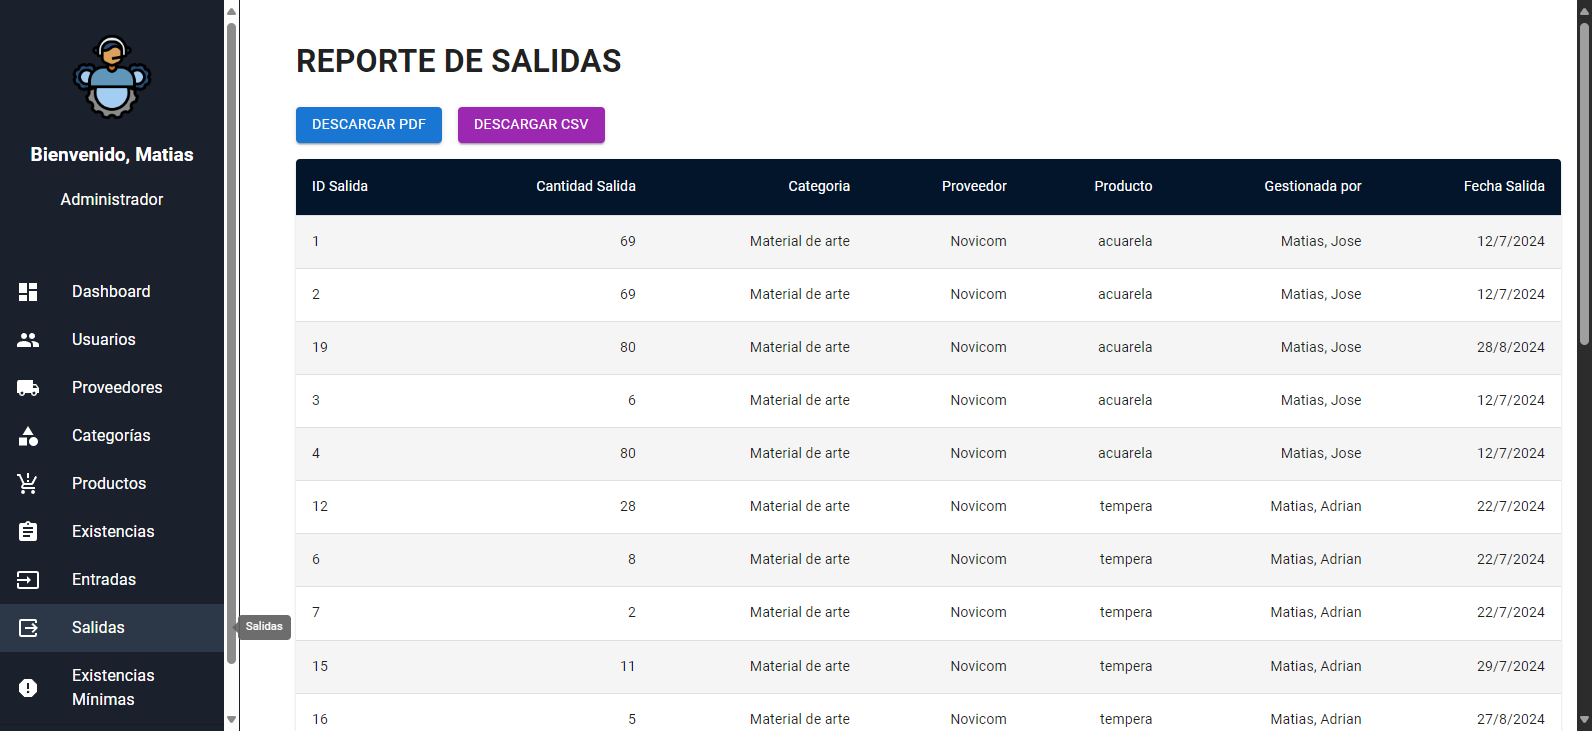 Bienvenido, Matias
Administrador
Dashboard
Usuarios
Proveedores
Categorías
Productos
Existencias
Entradas
Salidas
Existencias
Mínimas
Salidas
REPORTE DE SALIDAS
DESCARGAR PDF DESCARGAR CSV
ID Salida Cantidad Salida Categoria Proveedor Producto Gestionada por Fecha Salida
1 69 Material de arte Novicom acuarela Matias, Jose 12/7/2024
2 69 Material de arte Novicom acuarela Matias, Jose 12/7/2024
19 80 Material de arte Novicom acuarela Matias, Jose 28/8/2024
3 6 Material de arte Novicom acuarela Matias, Jose 12/7/2024
4 80 Material de arte Novicom acuarela Matias, Jose 12/7/2024
12 28 Material de arte Novicom tempera Matias, Adrian 22/7/2024
6 8 Material de arte Novicom tempera Matias, Adrian 22/7/2024
7 2 Material de arte Novicom tempera Matias, Adrian 22/7/2024
15 11 Material de arte Novicom tempera Matias, Adrian 29/7/2024
16 5 Material de arte Novicom tempera Matias, Adrian 27/8/2024